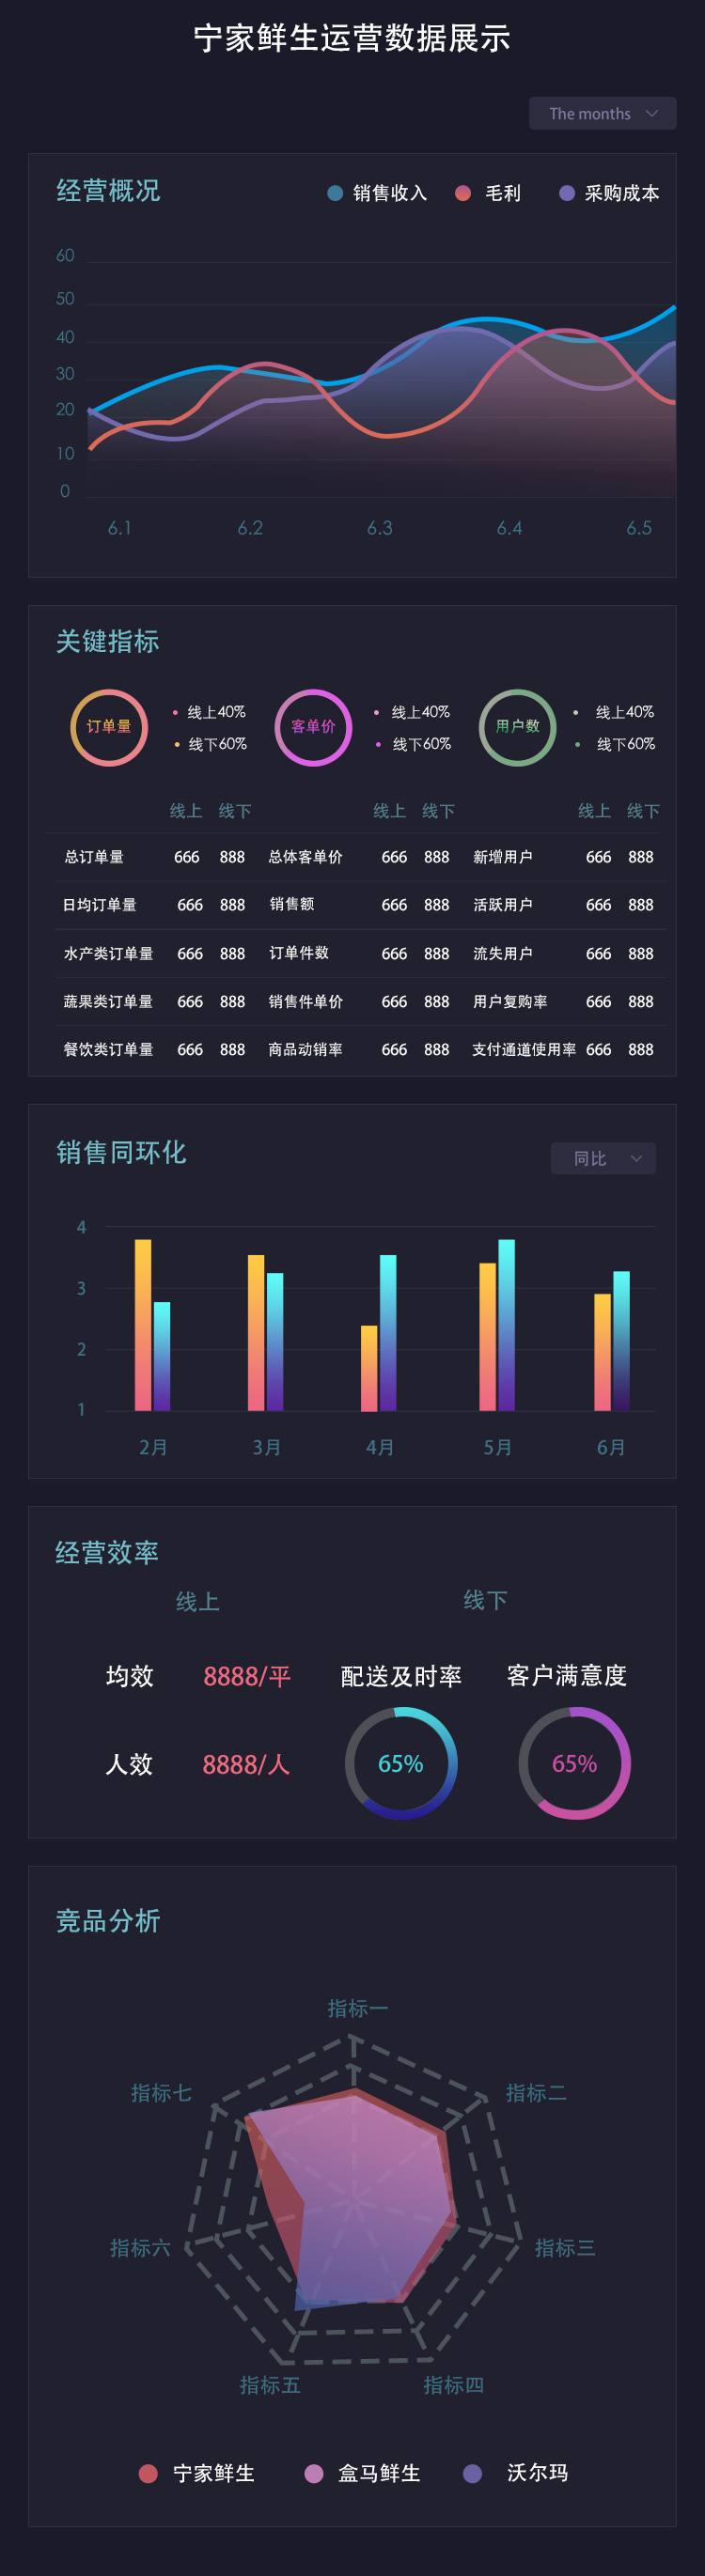 宁家鲜生运营数据展示
The months
经营概况 销售收入 毛利 采购成本
60
50
40
30
20
10
0
6.1 6.2 6.3 6.4 6.5
关键指标
订单量 线上40% 客单价 线上40% 用户数 线上40%
线下60% 线下60% 线下60%
线上 线下 线上 线下 线上 线下
总订单量 666 888 总体客单价 666 888 新增用户 666 888
日均订单量 666 888 销售额 666 888 活跃用户 666 888
水产类订单量 666 888 订单件数 666 888 流失用户 666 888
蔬果类订单量 666 888 销售件单价 666 888 用户复购率 666 888
餐饮类订单量 666 888 商品动销率 666 888 支付通道使用率 666 888
销售同环化 同比
4
3
2
1
2月 3月 4月 5月 6月
经营效率
线上 线下
均效 8888/平 配送及时率 客户满意度
人效 8888/人 65% 65%
竞品分析
指标一
指标七 指标二
指标六 指标三
指标五 指标四
宁家鲜生 盒马鲜生 沃尔玛